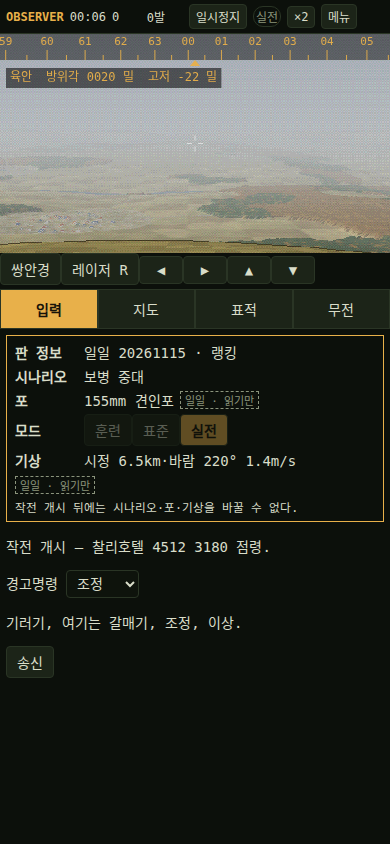 OBSERVER 00:06 0 0발 일시정지 실전 ×2 메뉴
59 60 61 62 63 00 01 02 03 04 05
육안 방위각 0020 밀 고저 -22 밀
쌍안경 레이저 R ◀ ▶ ▲ ▼
입력 지도 표적 무전
판 정보 일일 20261115 · 랭킹
시나리오 보병 중대
포 155mm 견인포 일일 · 읽기만
모드 훈련 표준 실전
기상 시정 6.5km·바람 220° 1.4m/s
일일 · 읽기만
작전 개시 뒤에는 시나리오·포·기상을 바꿀 수 없다.
작전 개시 — 찰리호텔 4512 3180 점령.
경고명령 조정
기러기, 여기는 갈매기, 조정, 이상.
송신